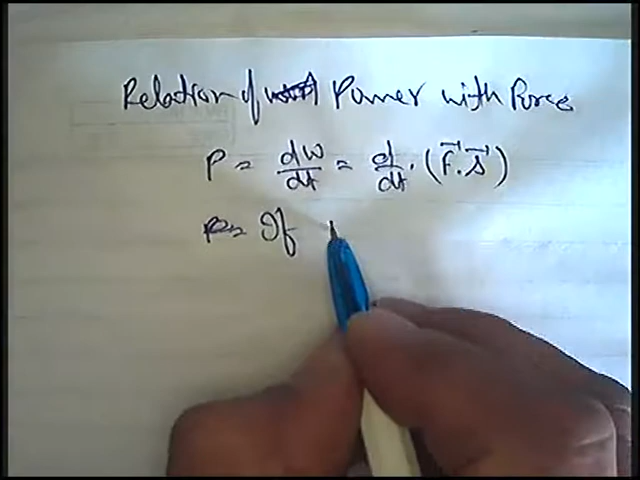 Relation of Power with Force
P = dW/dt = d/dt . (F⃗.S⃗)
If